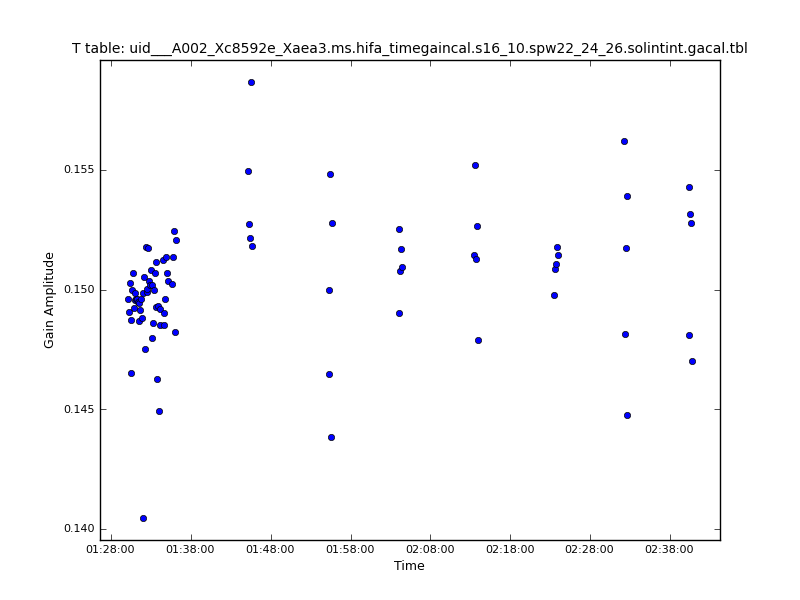 T table: uid___A002_Xc8592e_Xaea3.ms.hifa_timegaincal.s16_10.spw22_24_26.solintint.gacal.tbl
0.155
0.150
0.145
0.140
Gain Amplitude
01:28:00 01:38:00 01:48:00 01:58:00 02:08:00 02:18:00 02:28:00 02:38:00
Time